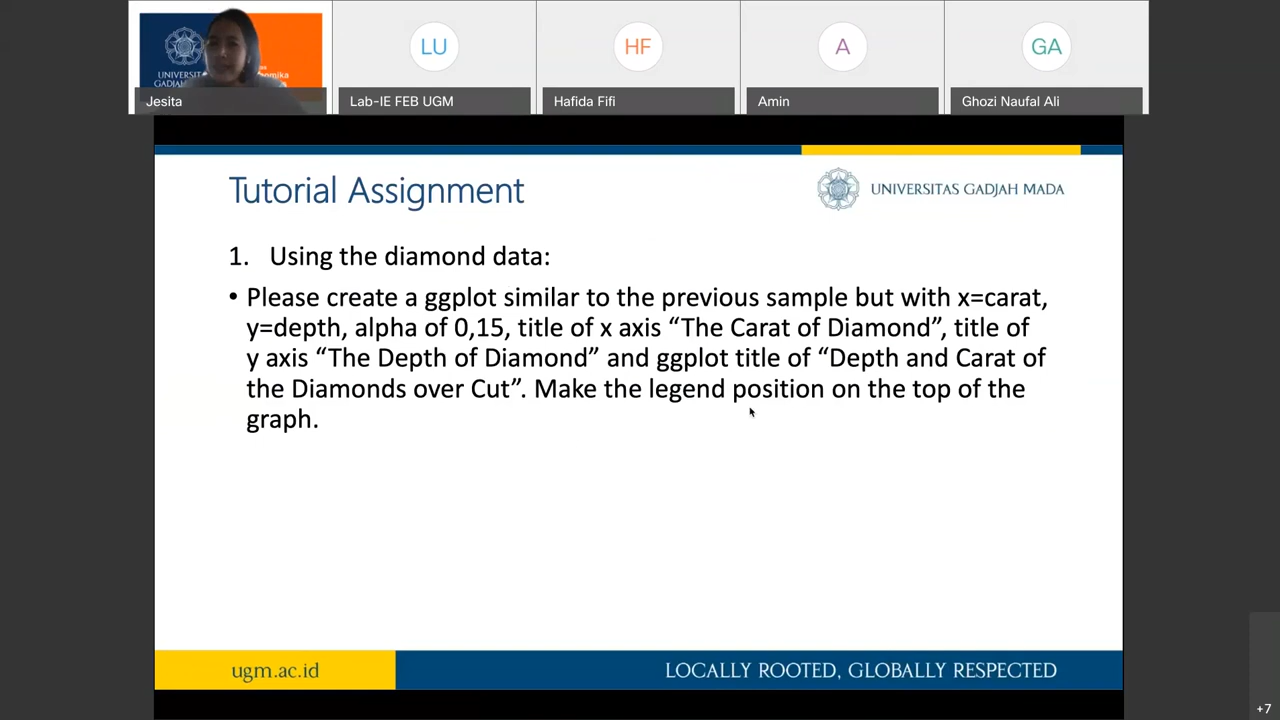 UNIVERSIT
GADJAH M
omika
LU
HF
A
GA
Jesita
Lab-IE FEB UGM
Hafida Fifi
Amin
Ghozi Naufal Ali
Tutorial Assignment
UNIVERSITAS GADJAH MADA
1. Using the diamond data:
• Please create a ggplot similar to the previous sample but with x=carat,
y=depth, alpha of 0,15, title of x axis “The Carat of Diamond”, title of
y axis “The Depth of Diamond” and ggplot title of “Depth and Carat of
the Diamonds over Cut”. Make the legend position on the top of the
graph.
ugm.ac.id
LOCALLY ROOTED, GLOBALLY RESPECTED
+7